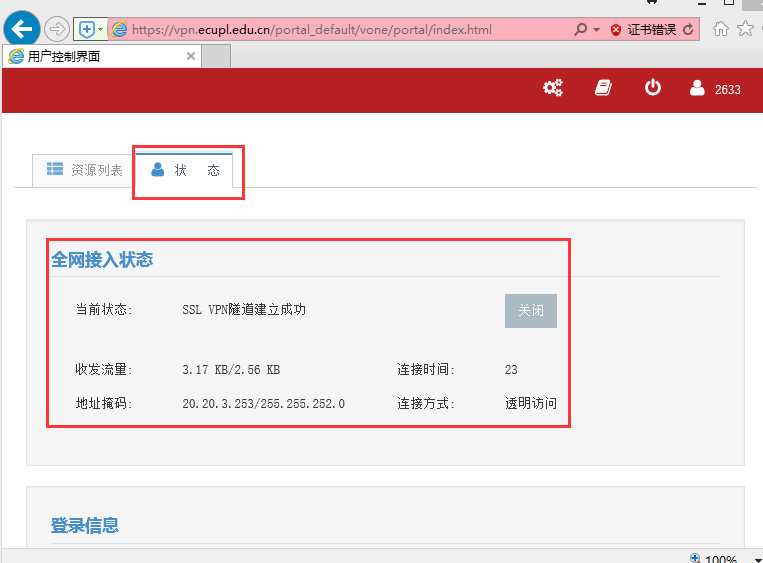 https://vpn.ecupl.edu.cn/portal_default/vone/portal/index.html 证书错误
用户控制界面
2633
资源列表 状 态
全网接入状态
当前状态: SSL VPN隧道建立成功 关闭
收发流量: 3.17 KB/2.56 KB 连接时间: 23
地址掩码: 20.20.3.253/255.255.252.0 连接方式: 透明访问
登录信息
100%